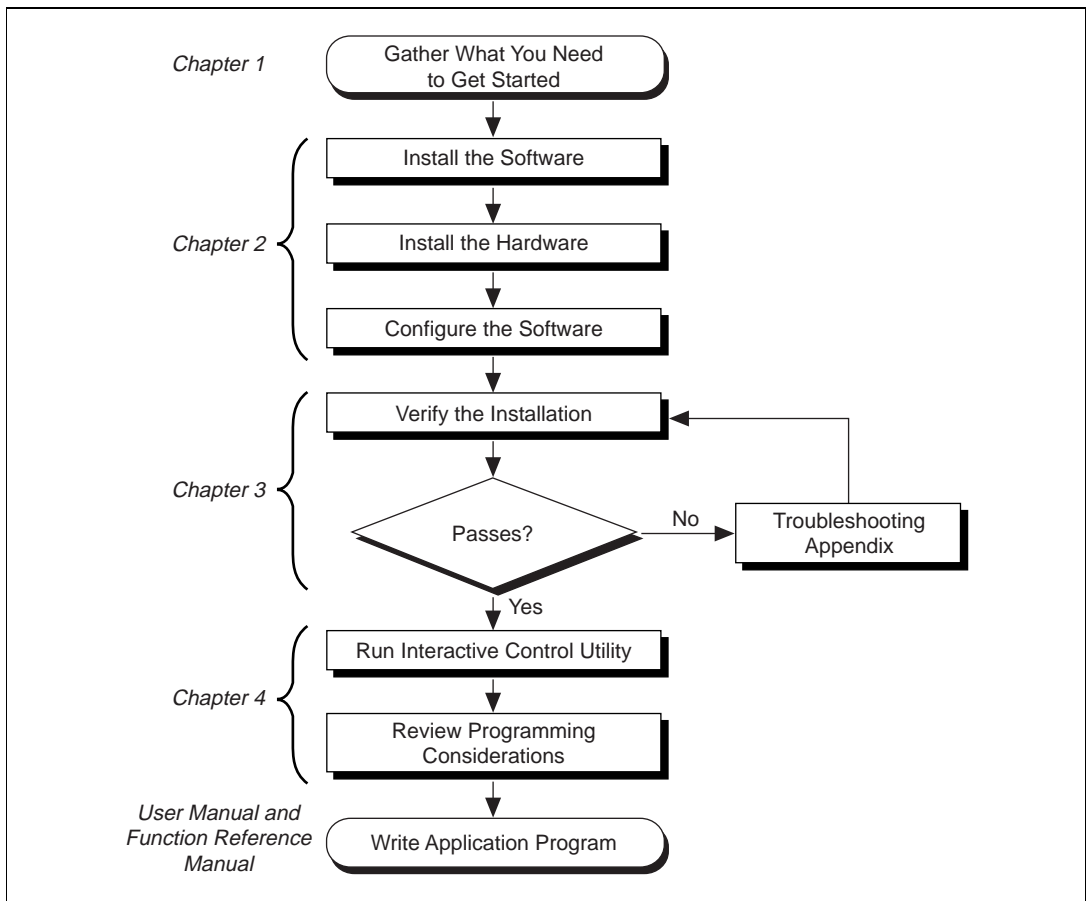 Chapter 1
Gather What You Need
to Get Started
Install the Software
Chapter 2
Install the Hardware
Configure the Software
Verify the Installation
Chapter 3
Passes?
No
Troubleshooting
Appendix
Yes
Run Interactive Control Utility
Chapter 4
Review Programming
Considerations
User Manual and
Function Reference
Manual
Write Application Program